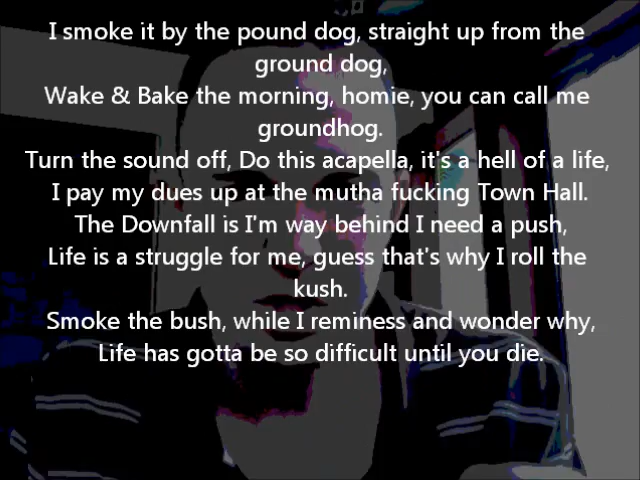 I smoke it by the pound dog, straight up from the
ground dog,
Wake & Bake the morning, homie, you can call me
groundhog.
Turn the sound off, Do this acapella, it's a hell of a life,
I pay my dues up at the mutha fucking Town Hall.
The Downfall is I'm way behind I need a push,
Life is a struggle for me, guess that's why I roll the
kush.
Smoke the bush, while I reminess and wonder why,
Life has gotta be so difficult until you die.